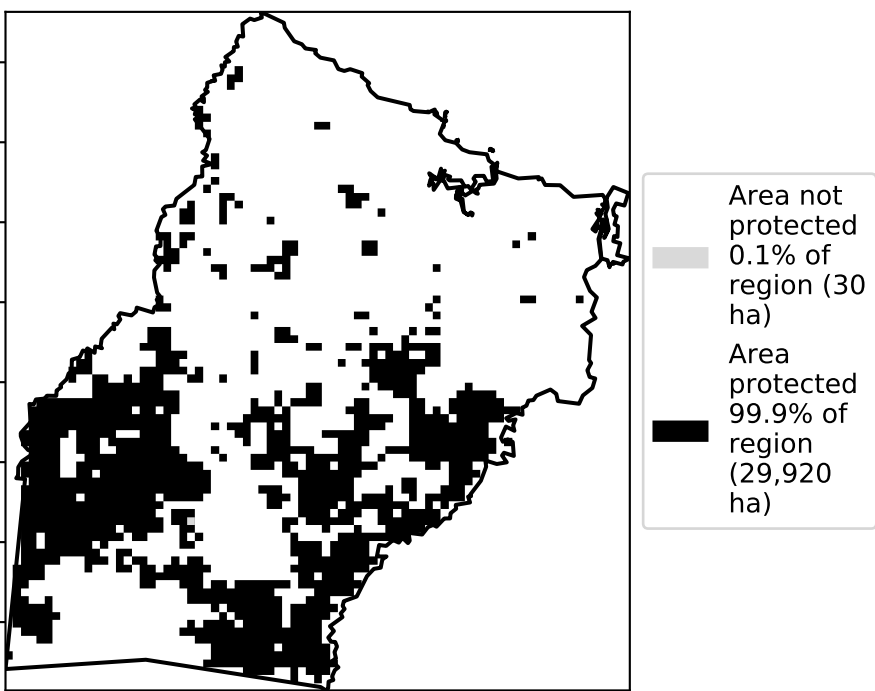 Area not
protected
0.1% of
region (30
ha)
Area
protected
99.9% of
region
(29,920
ha)